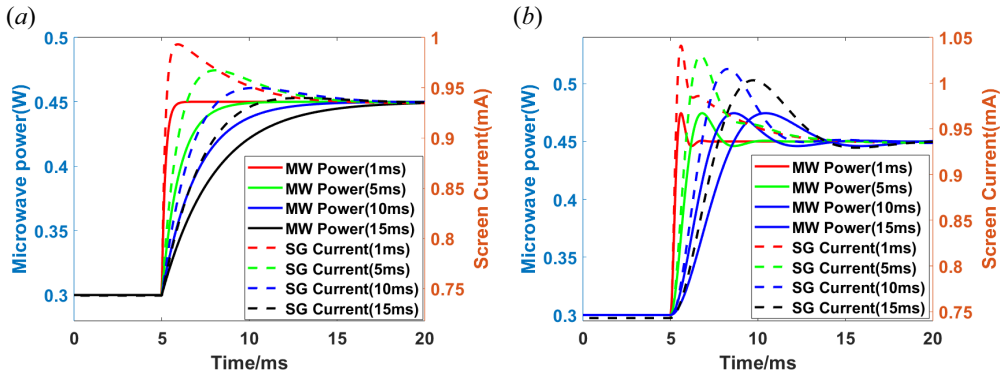 (a)
0.5
0.45
0.4
0.35
0.3
Microwave power(W)
1
0.95
0.9
0.85
0.8
0.75
Screen Current(mA)
MW Power(1ms)
MW Power(5ms)
MW Power(10ms)
MW Power(15ms)
SG Current(1ms)
SG Current(5ms)
SG Current(10ms)
SG Current(15ms)
0 5 10 15 20
Time/ms
(b)
0.5
0.45
0.4
0.35
0.3
Microwave power(W)
1.05
1
0.95
0.9
0.85
0.8
0.75
Screen Current(mA)
MW Power(1ms)
MW Power(5ms)
MW Power(10ms)
MW Power(15ms)
SG Current(1ms)
SG Current(5ms)
SG Current(10ms)
SG Current(15ms)
0 5 10 15 20
Time/ms